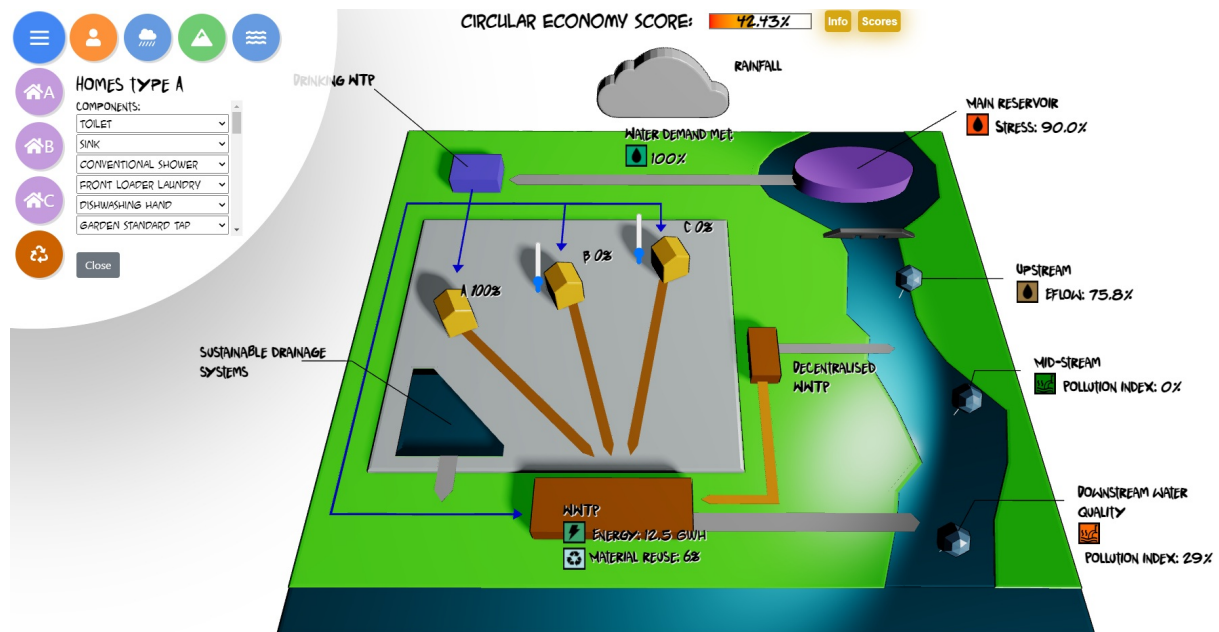 CIRCULAR ECONOMY SCORE: 42.43%
Info
Scores
HOMES TYPE A
COMPONENTS:
TOILET
SINK
CONVENTIONAL SHOWER
FRONT LOADER LAUNDRY
DISHWASHING HAND
GARDEN STANDARD TAP
Close
A
B
C
DRINKING WTP
RAINFALL
WATER DEMAND MET:
100%
MAIN RESERVOIR
STRESS: 90.0%
A 100%
B 0%
C 0%
UPSTREAM
EFLOW: 75.8%
SUSTAINABLE DRAINAGE
SYSTEMS
DECENTRALISED
WWTP
MID-STREAM
POLLUTION INDEX: 0%
WWTP
ENERGY: 12.5 GWH
MATERIAL REUSE: 6%
DOWNSTREAM WATER
QUALITY
POLLUTION INDEX: 29%